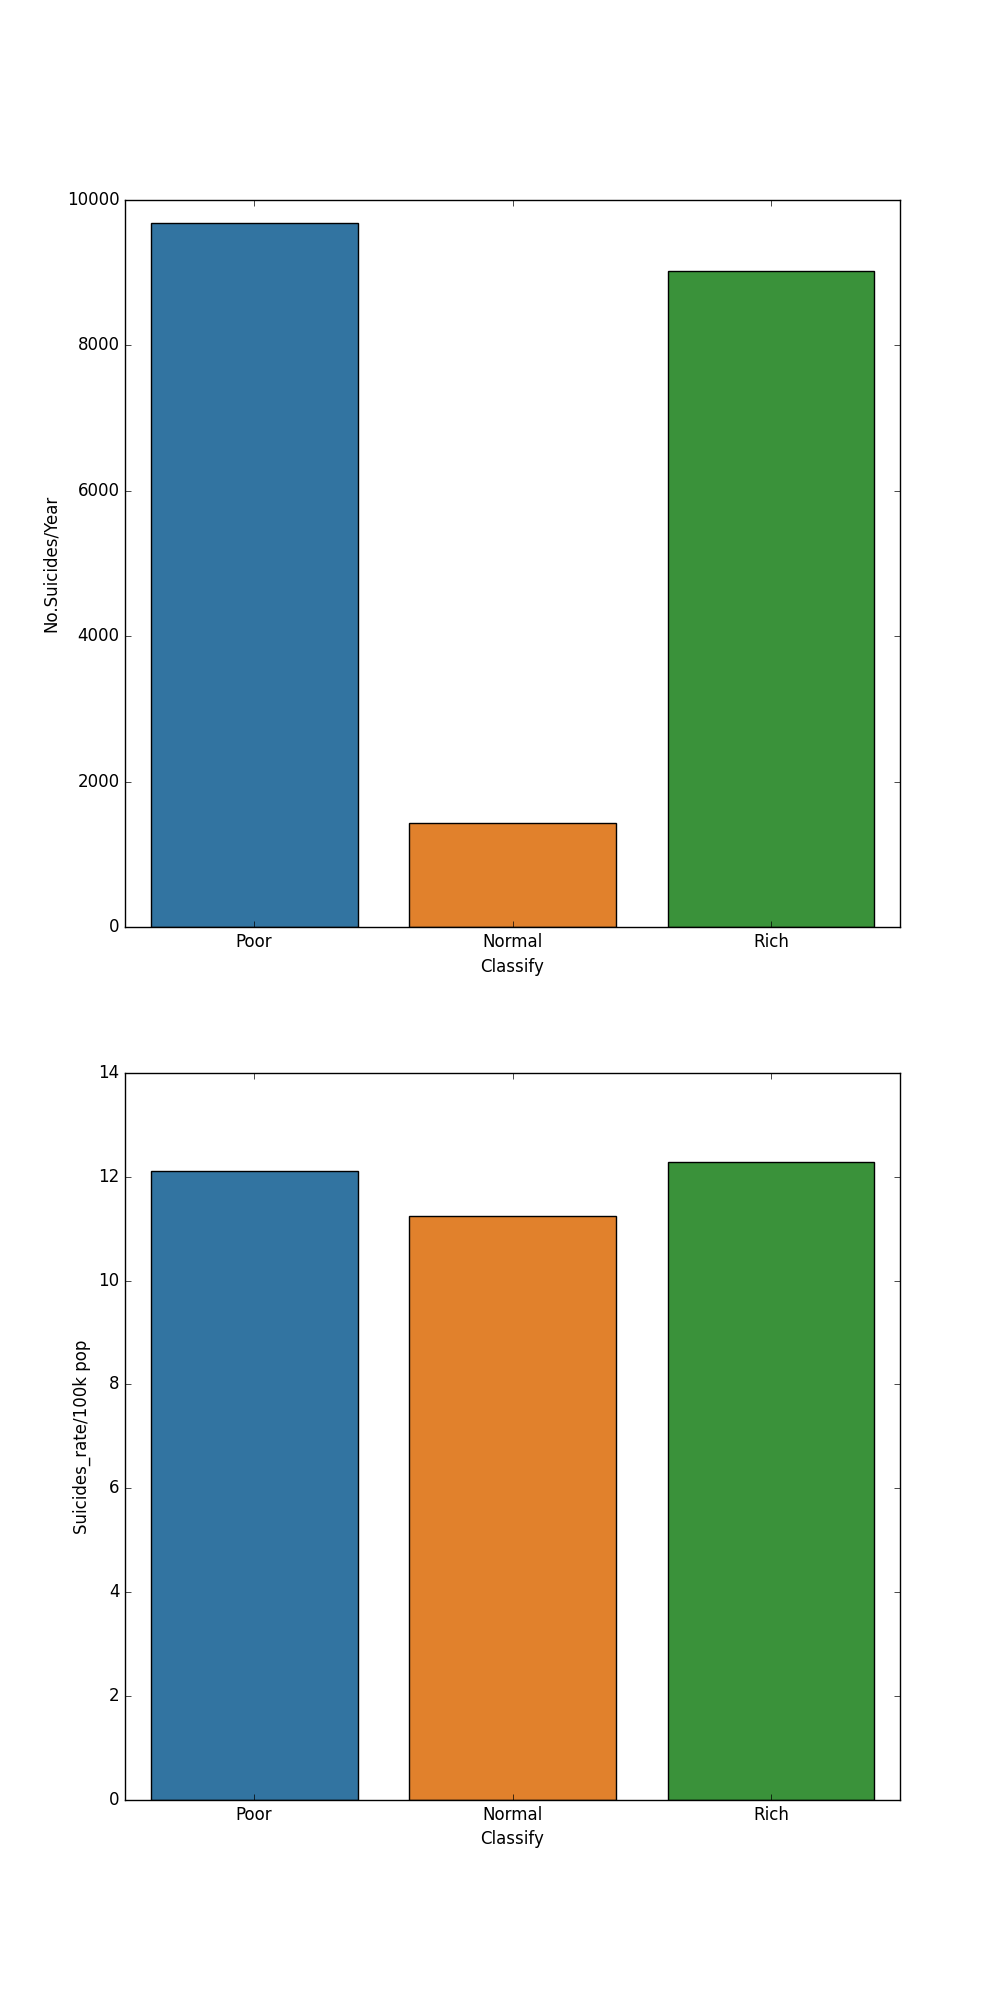 10000
8000
6000
4000
2000
0
No.Suicides/Year
Poor Normal Rich
Classify
14
12
10
8
6
4
2
0
Suicides_rate/100k pop
Poor Normal Rich
Classify